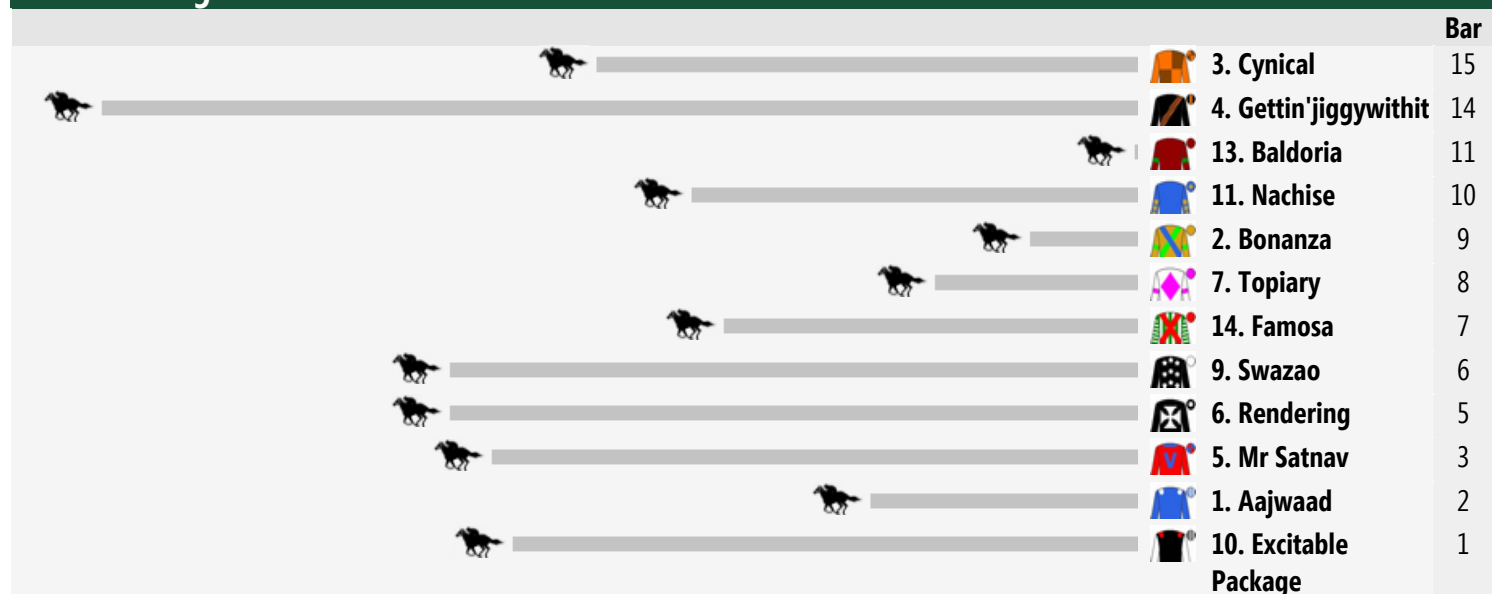 Bar
3. Cynical 15
4. Gettin'jiggywithit 14
13. Baldoria 11
11. Nachise 10
2. Bonanza 9
7. Topiary 8
14. Famosa 7
9. Swazao 6
6. Rendering 5
5. Mr Satnav 3
1. Aajwaad 2
10. Excitable 1
Package